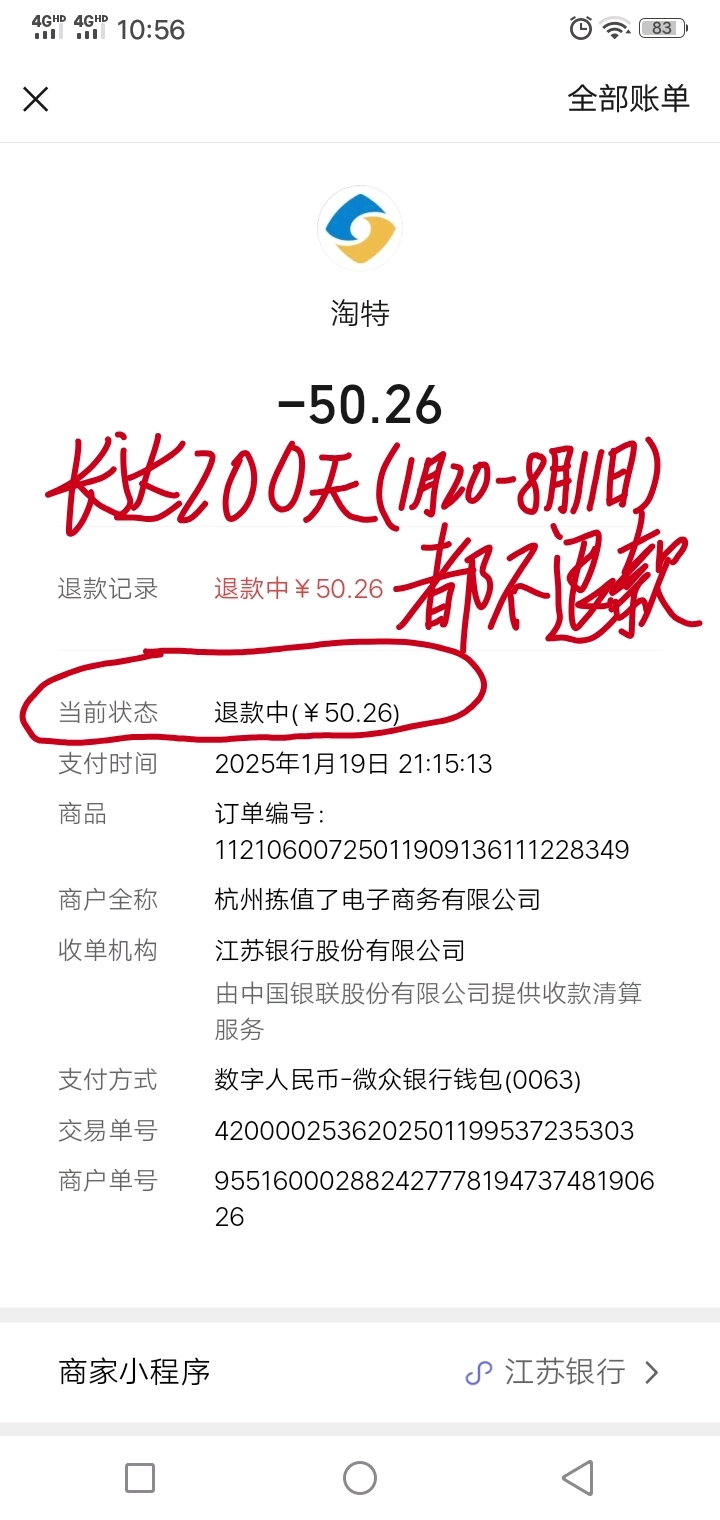 4GHD 4GHD 10:56 83
全部账单
淘特
-50.26
长达200天(1月20-8月11日)
都不退款
退款记录 退款中￥50.26
当前状态 退款中(￥50.26)
支付时间 2025年1月19日 21:15:13
商品 订单编号:
1121060072501190913611122​8349
商户全称 杭州拣值了电子商务有限公司
收单机构 江苏银行股份有限公司
由中国银联股份有限公司提供收款清算
服务
支付方式 数字人民币-微众银行钱包(0063)
交易单号 4200002536202501199537235303
商户单号 955160002882427778194737481906
26
商家小程序 江苏银行